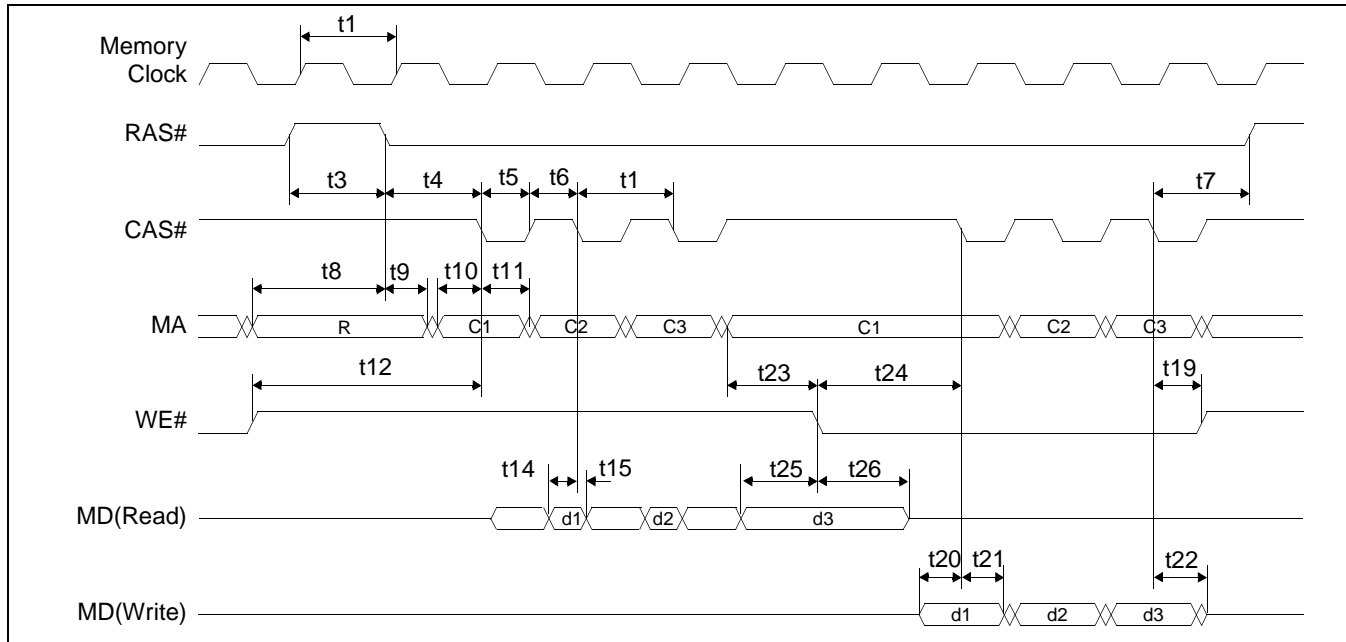 t1
Memory
Clock
RAS#
t3 t4 t5 t6 t1 t7
CAS#
t8 t9 t10 t11
MA R C1 C2 C3 C1 C2 C3
t12 t23 t24 t19
WE#
t14 t15 t25 t26
MD(Read) d1 d2 d3
t20 t21 t22
MD(Write) d1 d2 d3